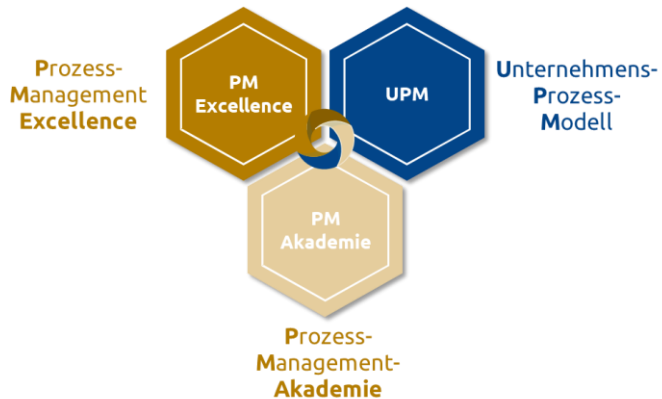 Prozess-
Management
Excellence
PM
Excellence
UPM
Unternehmens-
Prozess-
Modell
PM
Akademie
Prozess-
Management-
Akademie